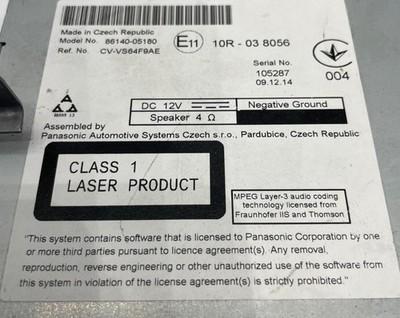 Made in Czech Republic
Model No. 86140-05180
Ref. No. CV-VS64F9AE
E11 10R - 03 8056
Serial No.
105287
09.12.14
004
DC 12V
Negative Ground
Speaker 4 Ω
Assembled by
Panasonic Automotive Systems Czech s.r.o., Pardubice, Czech Republic
CLASS 1
LASER PRODUCT
MPEG Layer-3 audio coding
technology licensed from
Fraunhofer IIS and Thomson
"This system contains software that is licensed to Panasonic Corporation by one
or more third parties pursuant to licence agreement(s). Any removal,
reproduction, reverse engineering or other unauthorized use of the software from
this system in violation of the license agreement(s) is strictly prohibited."